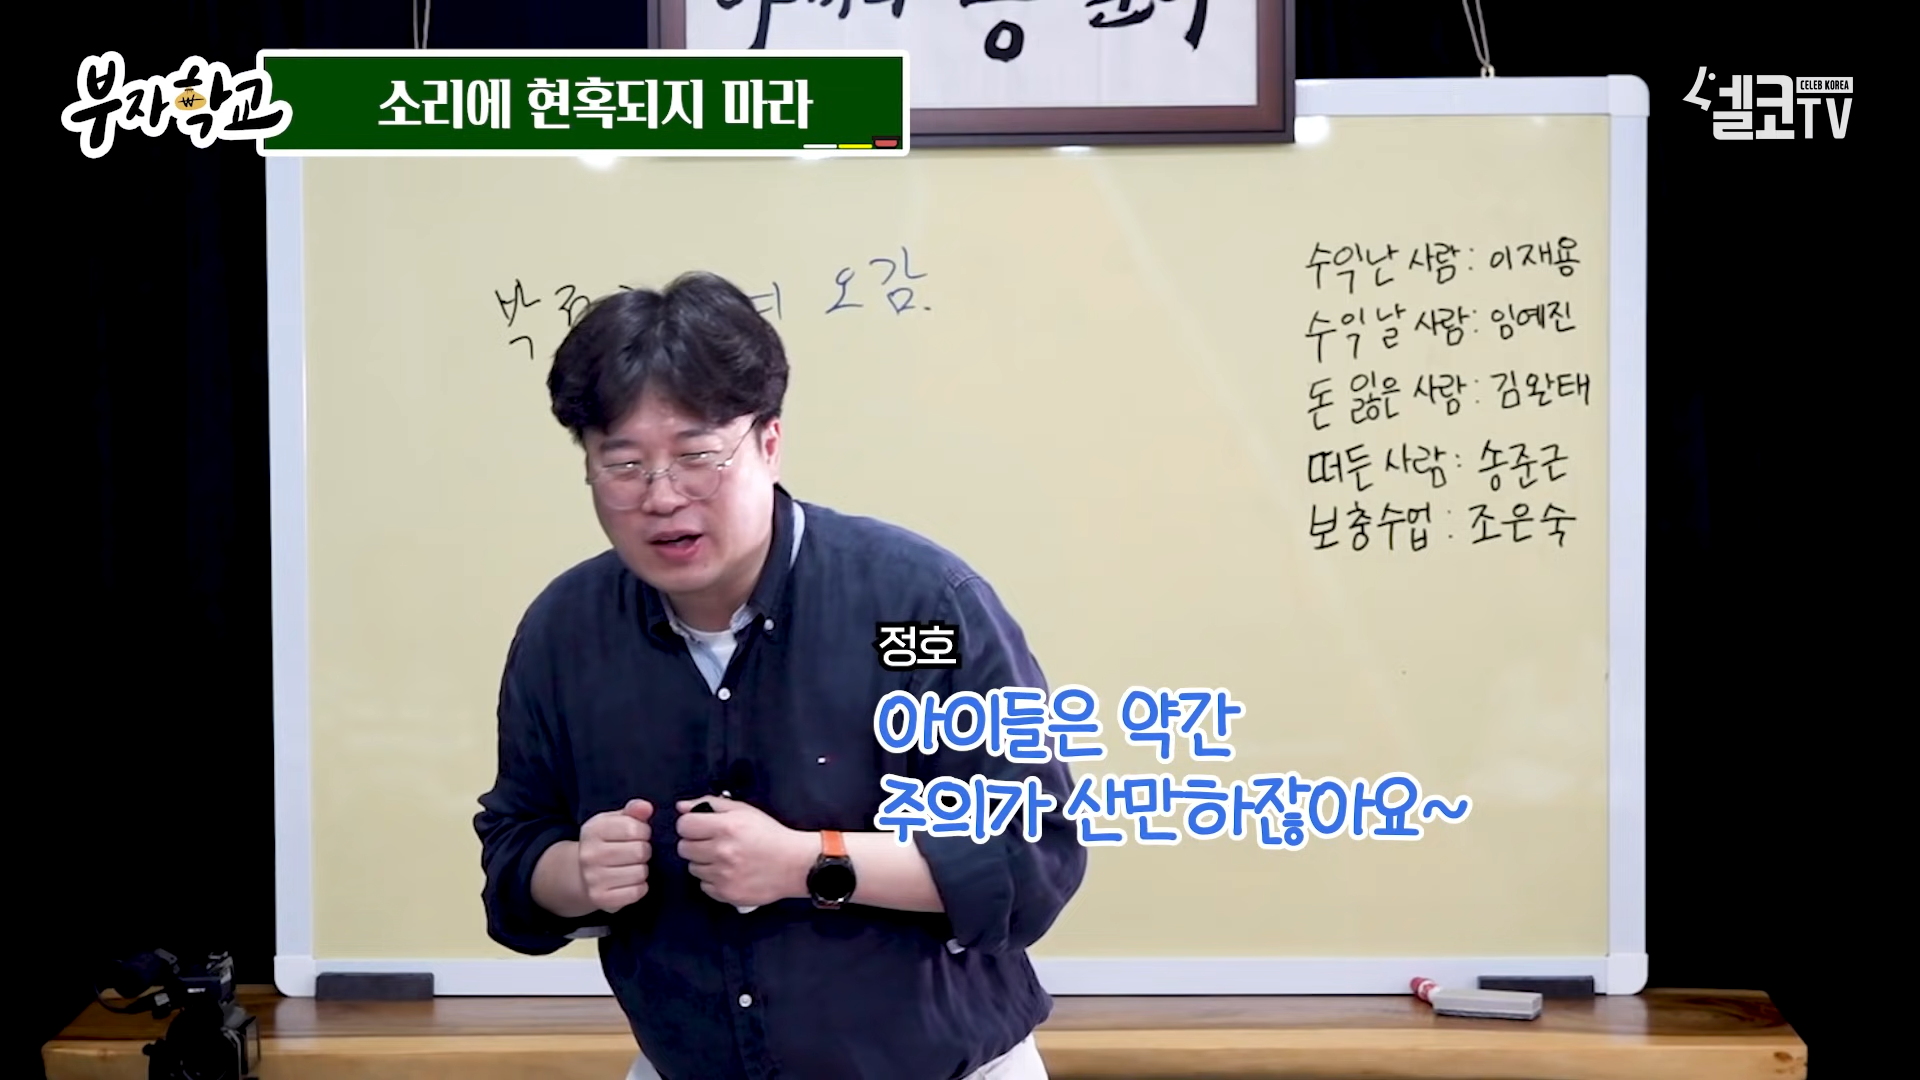 부자학교
소리에 현혹되지 마라
셀코TV
CELEB KOREA
박 오감.
수익난 사람: 이재용
수익 날 사람: 임예진
돈 잃은 사람: 김완태
떠든 사람: 송준근
보충수업: 조은숙
정호
아이들은 약간
주의가 산만하잖아요~